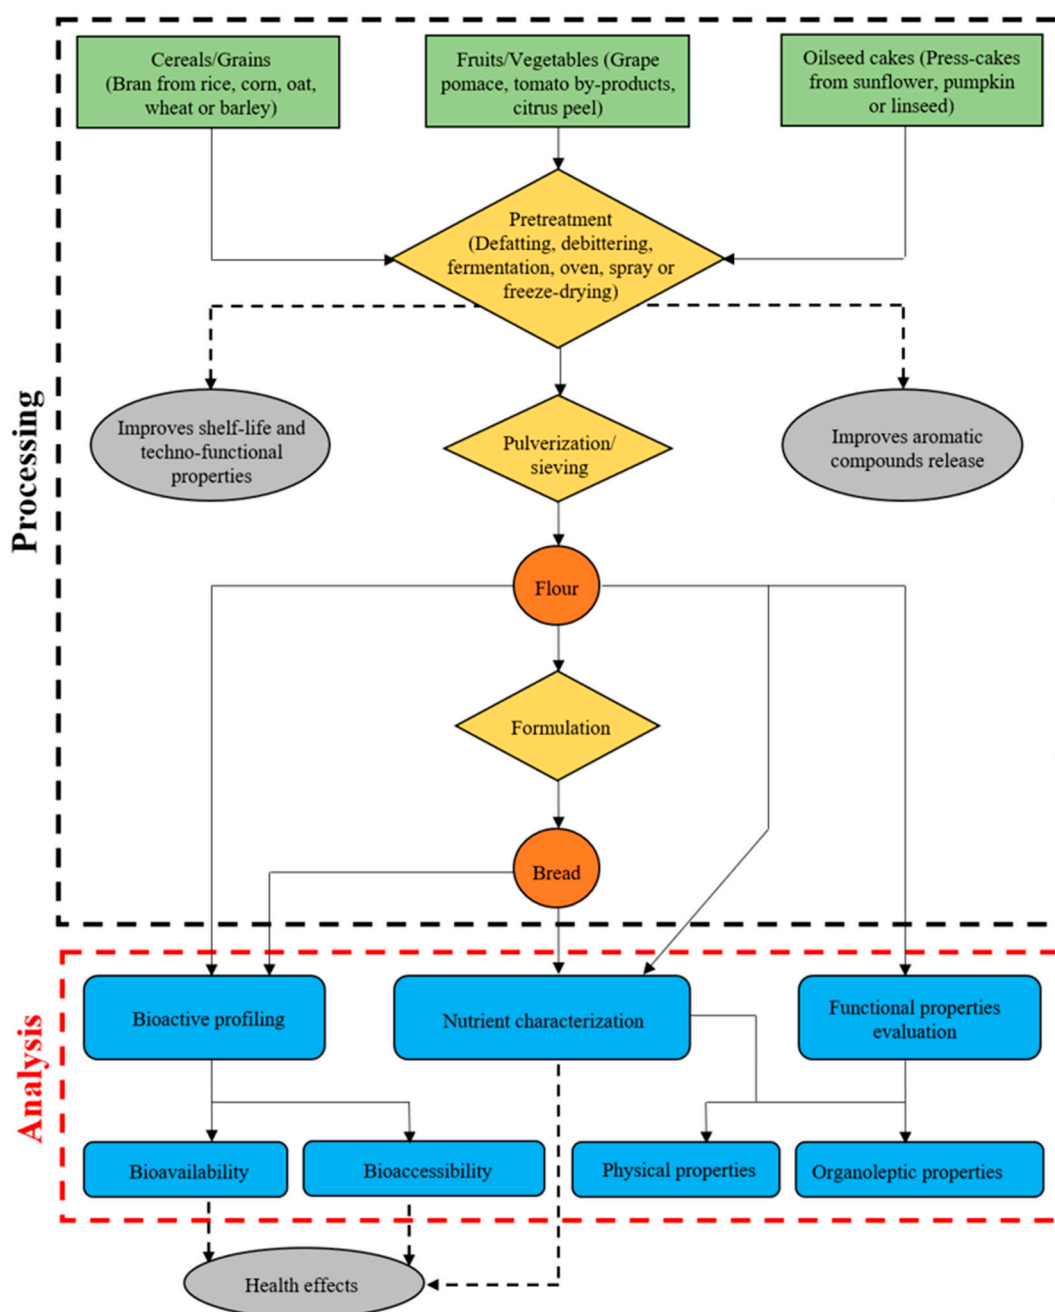 Cereals/Grains
(Bran from rice, corn, oat,
wheat or barley)
Fruits/Vegetables (Grape
pomace, tomato by-products,
citrus peel)
Oilseed cakes (Press-cakes
from sunflower, pumpkin
or linseed)
Pretreatment
(Defatting, debittering,
fermentation, oven, spray or
freeze-drying)
Processing
Improves shelf-life and
techno-functional
properties
Pulverization/
sieving
Improves aromatic
compounds release
Flour
Formulation
Bread
Analysis
Bioactive profiling
Nutrient characterization
Functional properties
evaluation
Bioavailability
Bioaccessibility
Physical properties
Organoleptic properties
Health effects